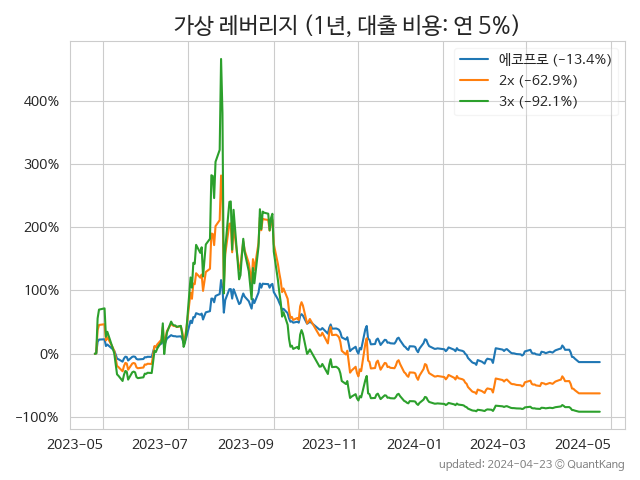 가상 레버리지 (1년, 대출 비용: 연 5%)
에코프로 (−13.4%)
2x (−62.9%)
3x (−92.1%)
400%
300%
200%
100%
0%
−100%
2023-05 2023-07 2023-09 2023-11 2024-01 2024-03 2024-05
updated: 2024-04-23 © QuantKang